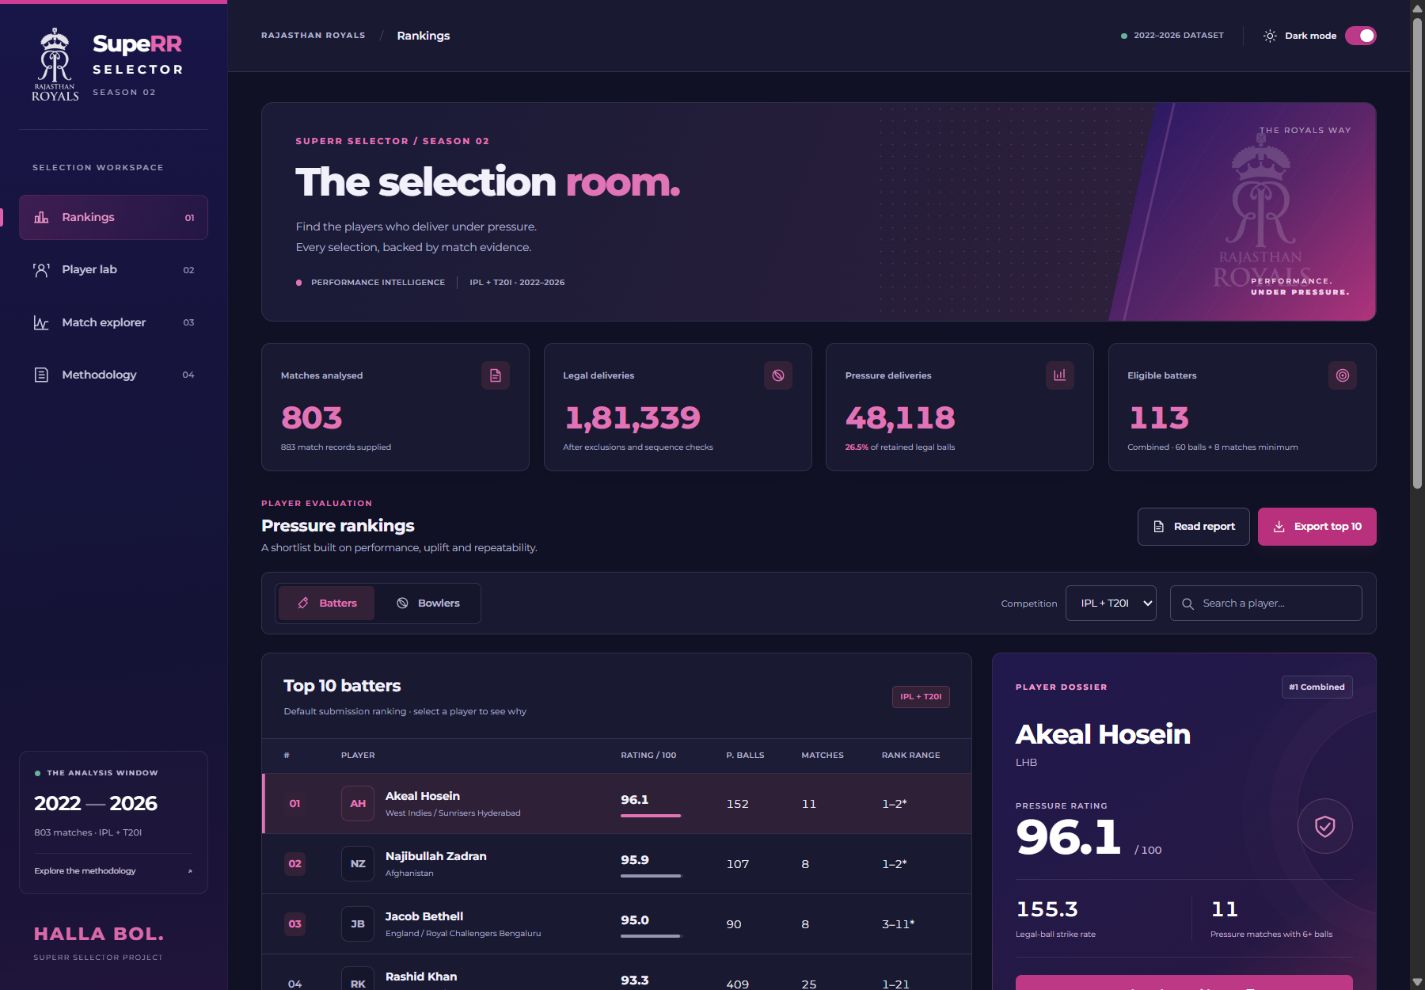 SupeRR
SELECTOR
SEASON 02
RAJASTHAN
ROYALS
SELECTION WORKSPACE
Rankings 01
Player lab 02
Match explorer 03
Methodology 04
THE ANALYSIS WINDOW
2022 — 2026
803 matches · IPL + T20I
Explore the methodology
HALLA BOL.
SUPERR SELECTOR PROJECT
RAJASTHAN ROYALS / Rankings
2022–2026 DATASET
Dark mode
SUPERR SELECTOR / SEASON 02
The selection room.
Find the players who deliver under pressure.
Every selection, backed by match evidence.
PERFORMANCE INTELLIGENCE
IPL + T20I · 2022–2026
THE ROYALS WAY
RAJASTHAN
ROYALS
PERFORMANCE.
UNDER PRESSURE.
Matches analysed
803
883 match records supplied
Legal deliveries
1,81,339
After exclusions and sequence checks
Pressure deliveries
48,118
26.5% of retained legal balls
Eligible batters
113
Combined · 60 balls + 8 matches minimum
PLAYER EVALUATION
Pressure rankings
A shortlist built on performance, uplift and repeatability.
Read report
Export top 10
Batters
Bowlers
Competition
IPL + T20I
Search a player...
Top 10 batters
Default submission ranking · select a player to see why
IPL + T20I
# PLAYER RATING / 100 P. BALLS MATCHES RANK RANGE
01 AH Akeal Hosein 96.1 152 11 1–2*
West Indies / Sunrisers Hyderabad
02 NZ Najibullah Zadran 95.9 107 8 1–2*
Afghanistan
03 JB Jacob Bethell 95.0 90 8 3–11*
England / Royal Challengers Bengaluru
04 RK Rashid Khan 93.3 409 25 1–21
PLAYER DOSSIER
#1 Combined
Akeal Hosein
LHB
PRESSURE RATING
96.1 / 100
155.3
Legal-ball strike rate
11
Pressure matches with 6+ balls